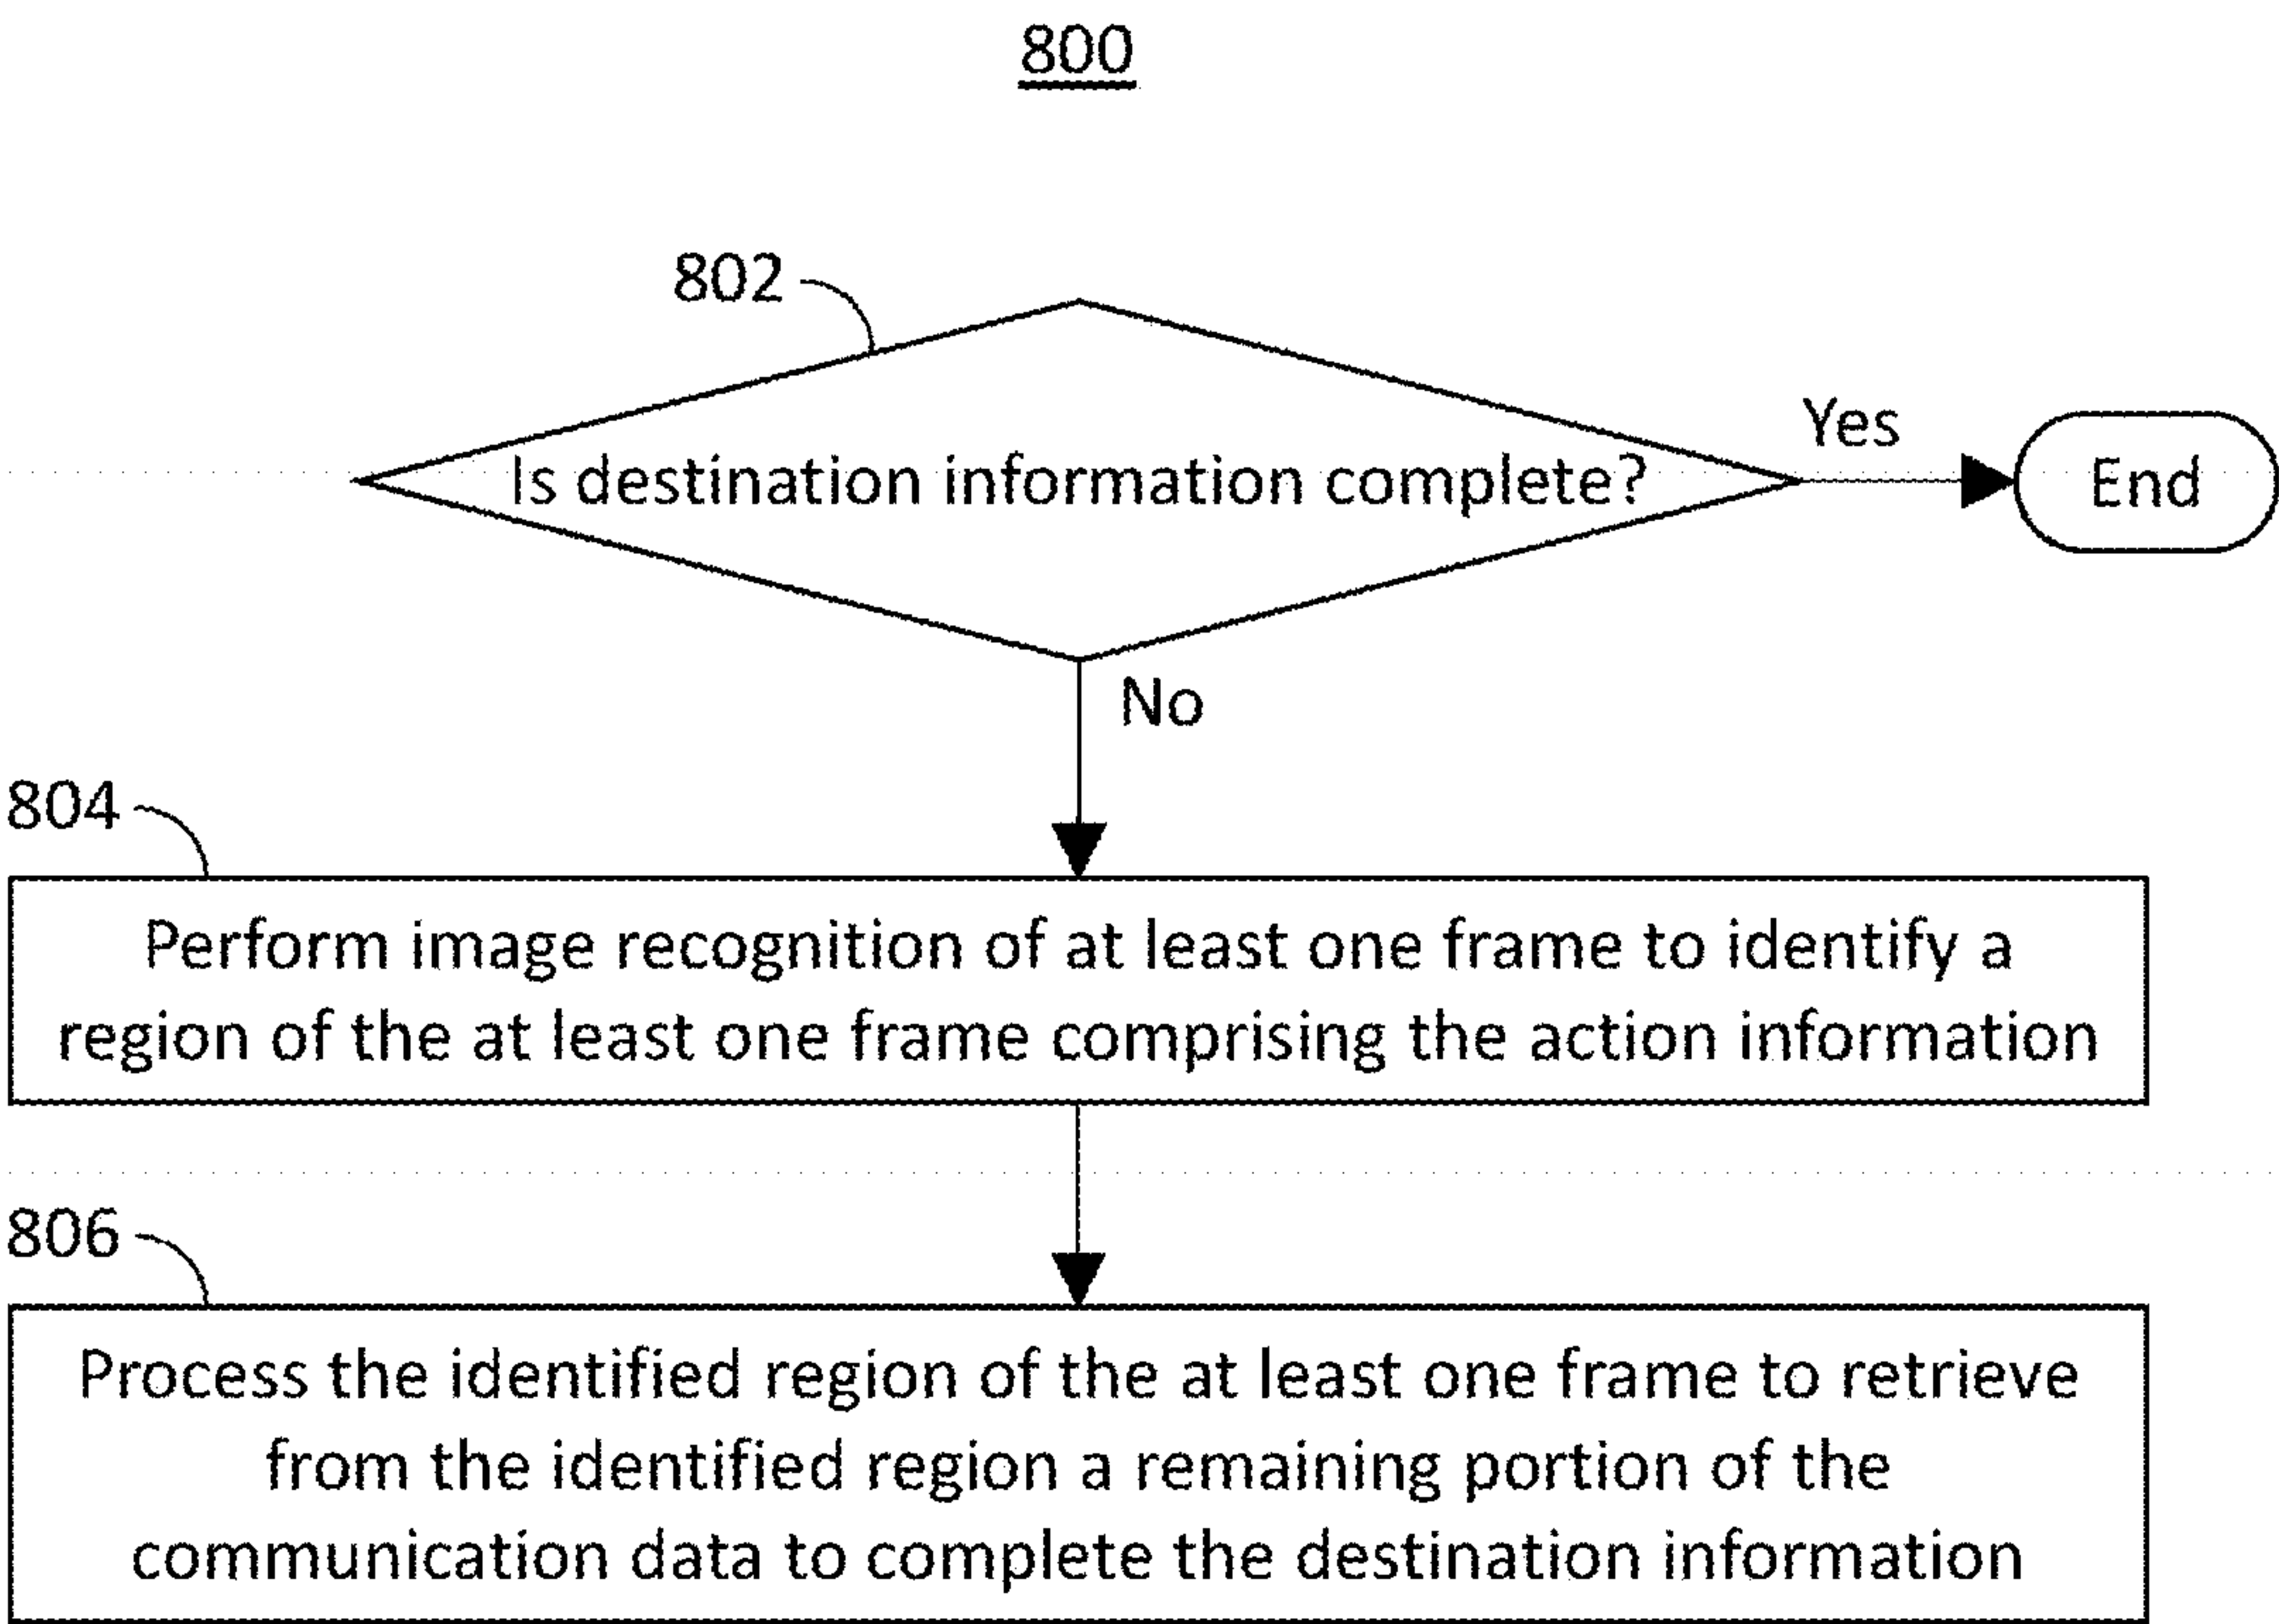 800
802
Is destination information complete?
Yes
End
No
804
Perform image recognition of at least one frame to identify a
region of the at least one frame comprising the action information
806
Process the identified region of the at least one frame to retrieve
from the identified region a remaining portion of the
communication data to complete the destination information